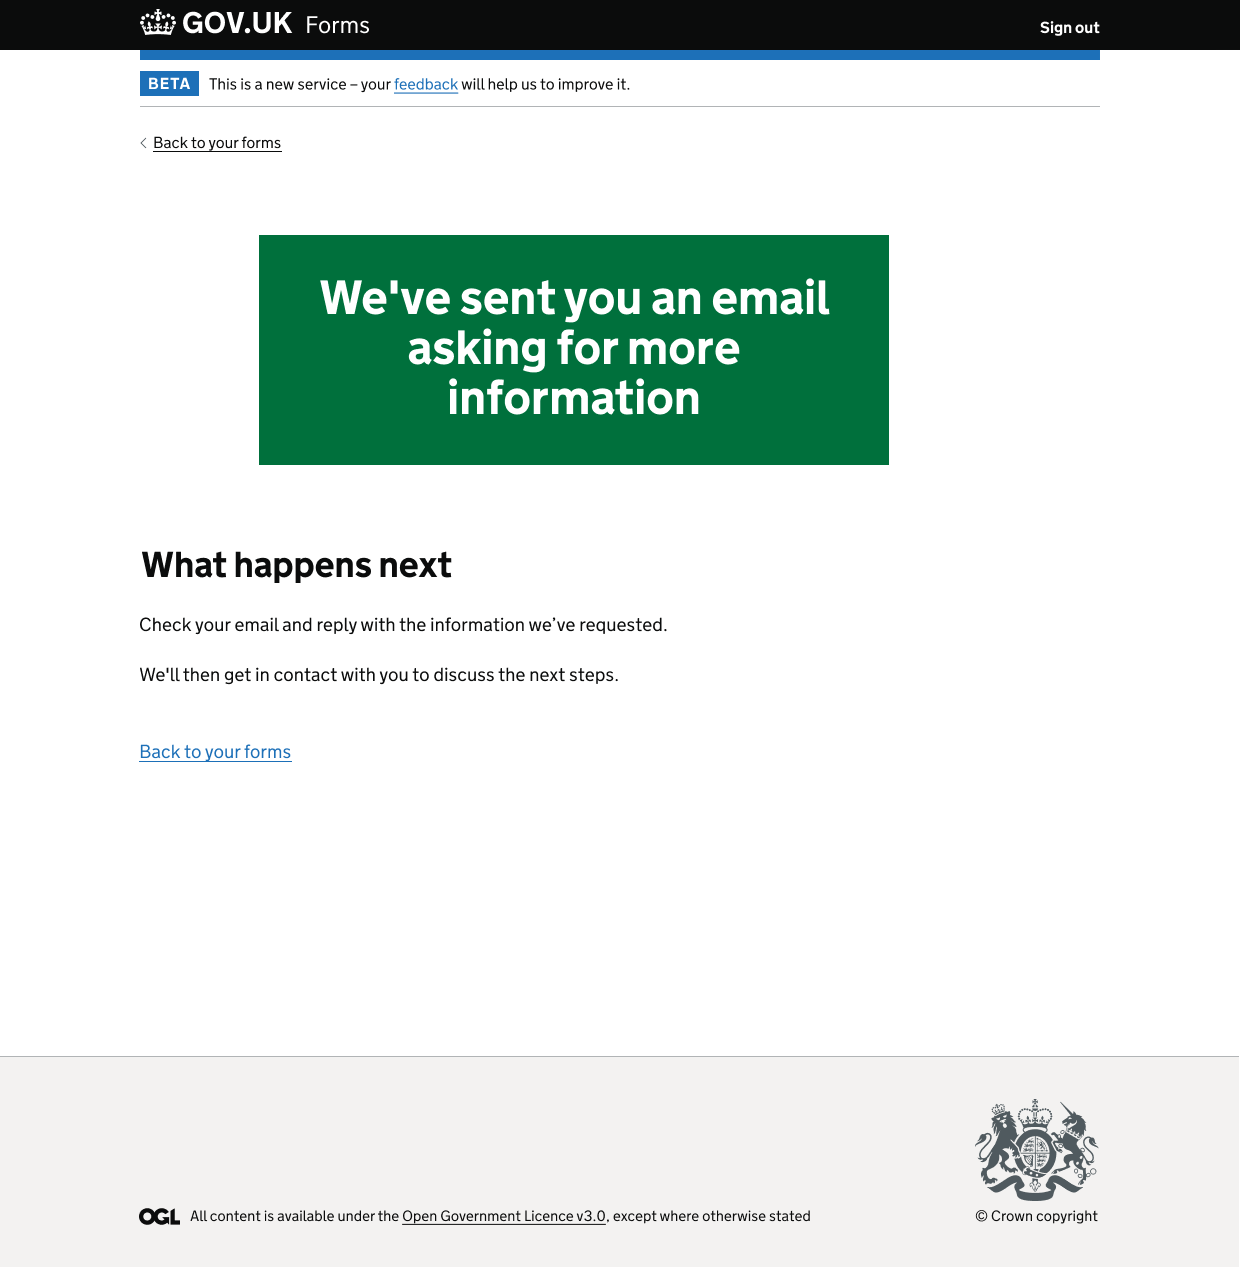 GOV.UK Forms
Sign out
BETA This is a new service – your feedback will help us to improve it.
Back to your forms
We've sent you an email
asking for more
information
What happens next
Check your email and reply with the information we’ve requested.
We'll then get in contact with you to discuss the next steps.
Back to your forms
OGL All content is available under the Open Government Licence v3.0, except where otherwise stated
© Crown copyright